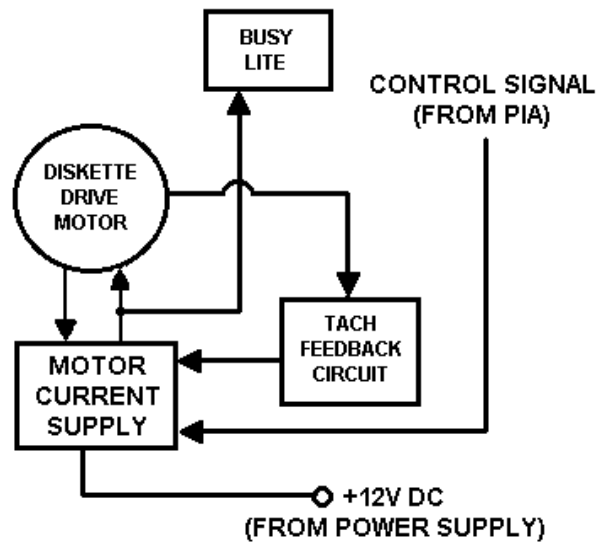 BUSY
LITE
CONTROL SIGNAL
(FROM PIA)
DISKETTE
DRIVE
MOTOR
TACH
FEEDBACK
CIRCUIT
MOTOR
CURRENT
SUPPLY
+12V DC
(FROM POWER SUPPLY)